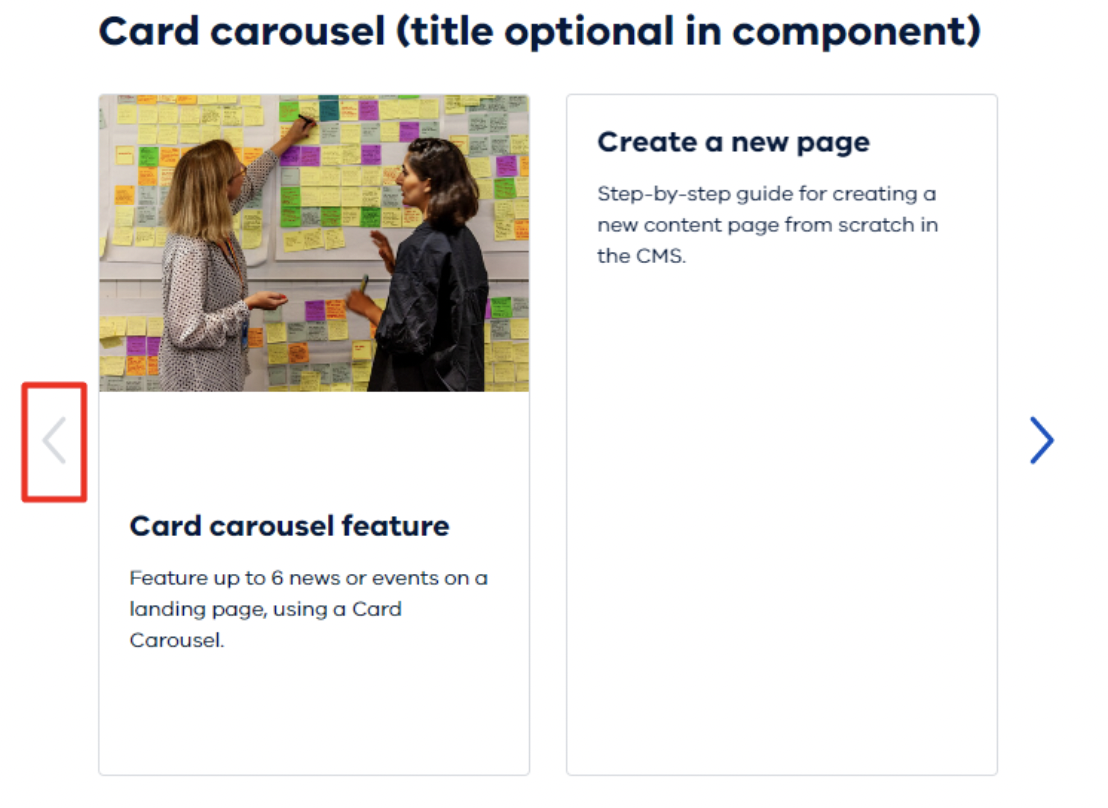 Card carousel (title optional in component)
Card carousel feature
Feature up to 6 news or events on a
landing page, using a Card
Carousel.
Create a new page
Step-by-step guide for creating a
new content page from scratch in
the CMS.